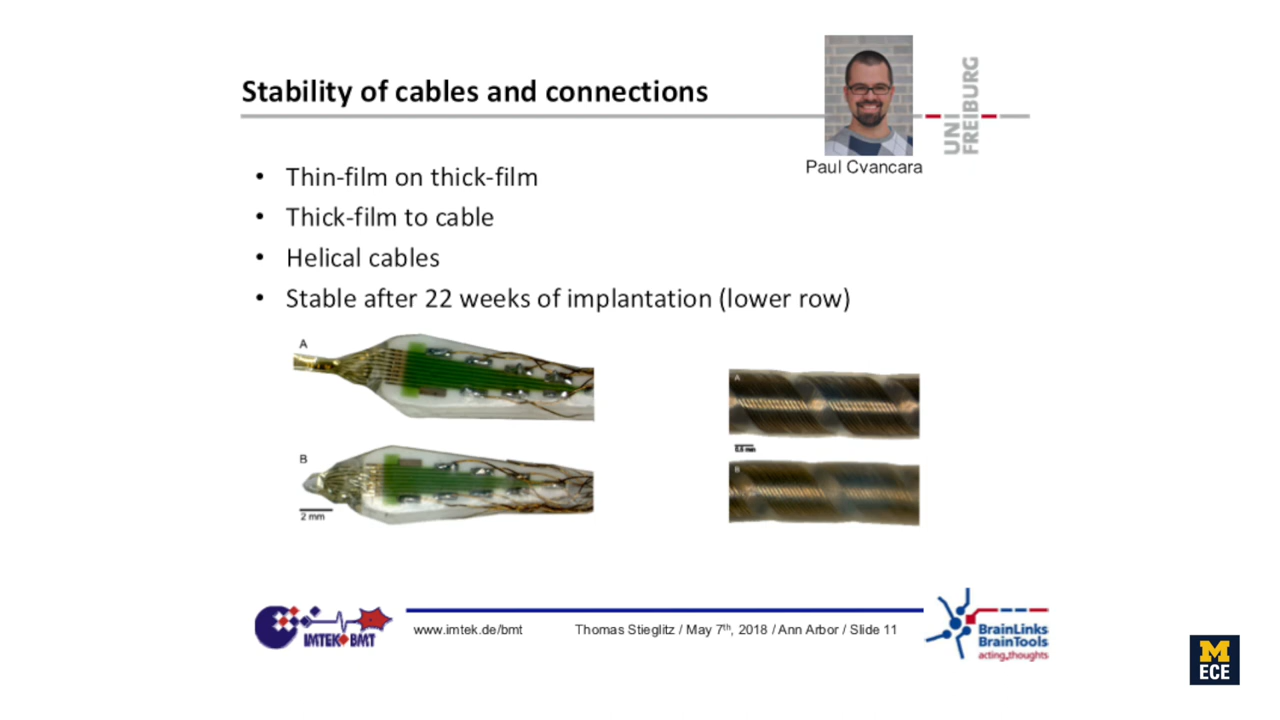 Stability of cables and connections
UNI
FREIBURG
Paul Cvancara
• Thin-film on thick-film
• Thick-film to cable
• Helical cables
• Stable after 22 weeks of implantation (lower row)
A
A
B
2 mm
B
IMTEK BMT
www.imtek.de/bmt
Thomas Stieglitz / May 7th, 2018 / Ann Arbor / Slide 11
BrainLinks
BrainTools
acting_thoughts
M
ECE